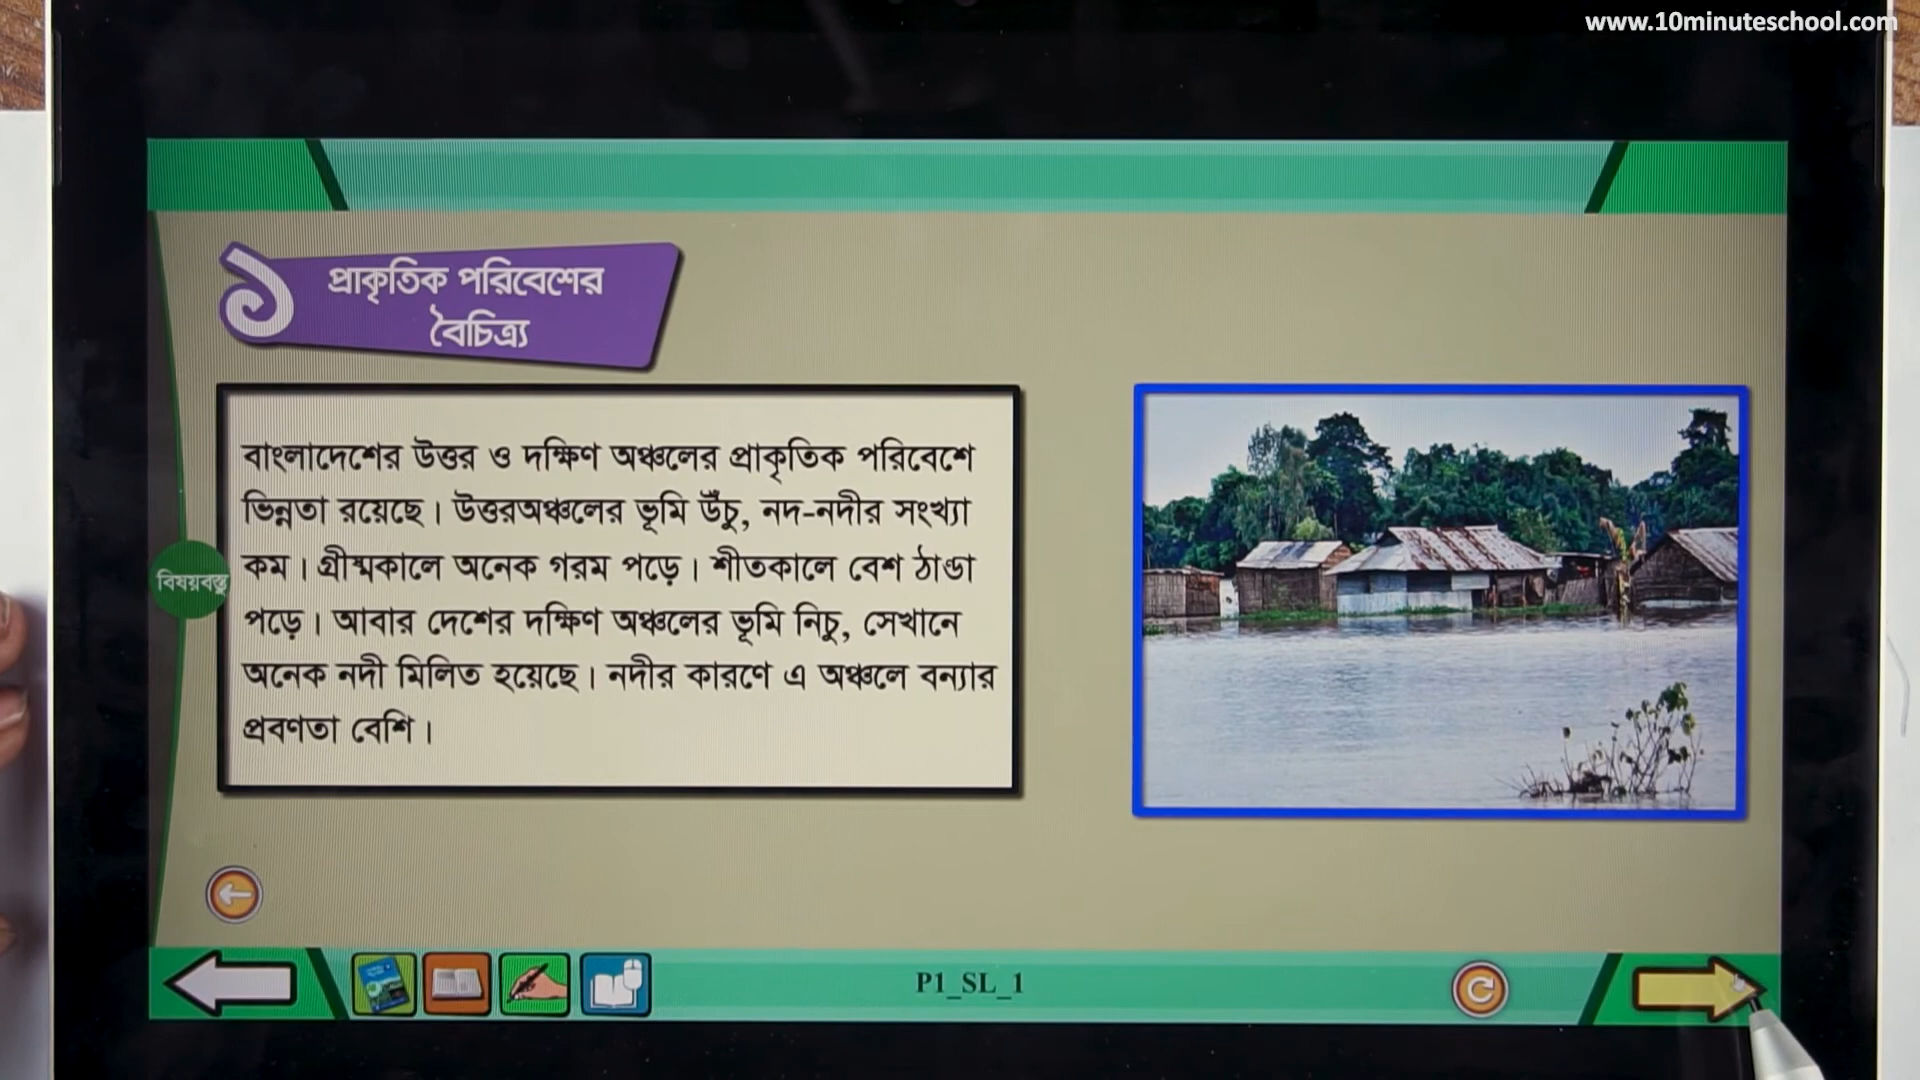 www.10minuteschool.com
১
প্রাকৃতিক পরিবেশের
বৈচিত্র্য
বাংলাদেশের উত্তর ও দক্ষিণ অঞ্চলের প্রাকৃতিক পরিবেশে
ভিন্নতা রয়েছে। উত্তরঅঞ্চলের ভূমি উঁচু, নদ-নদীর সংখ্যা
কম। গ্রীষ্মকালে অনেক গরম পড়ে। শীতকালে বেশ ঠাণ্ডা
পড়ে। আবার দেশের দক্ষিণ অঞ্চলের ভূমি নিচু, সেখানে
অনেক নদী মিলিত হয়েছে। নদীর কারণে এ অঞ্চলে বন্যার
প্রবণতা বেশি।
বিষয়বস্তু
P1_SL_1